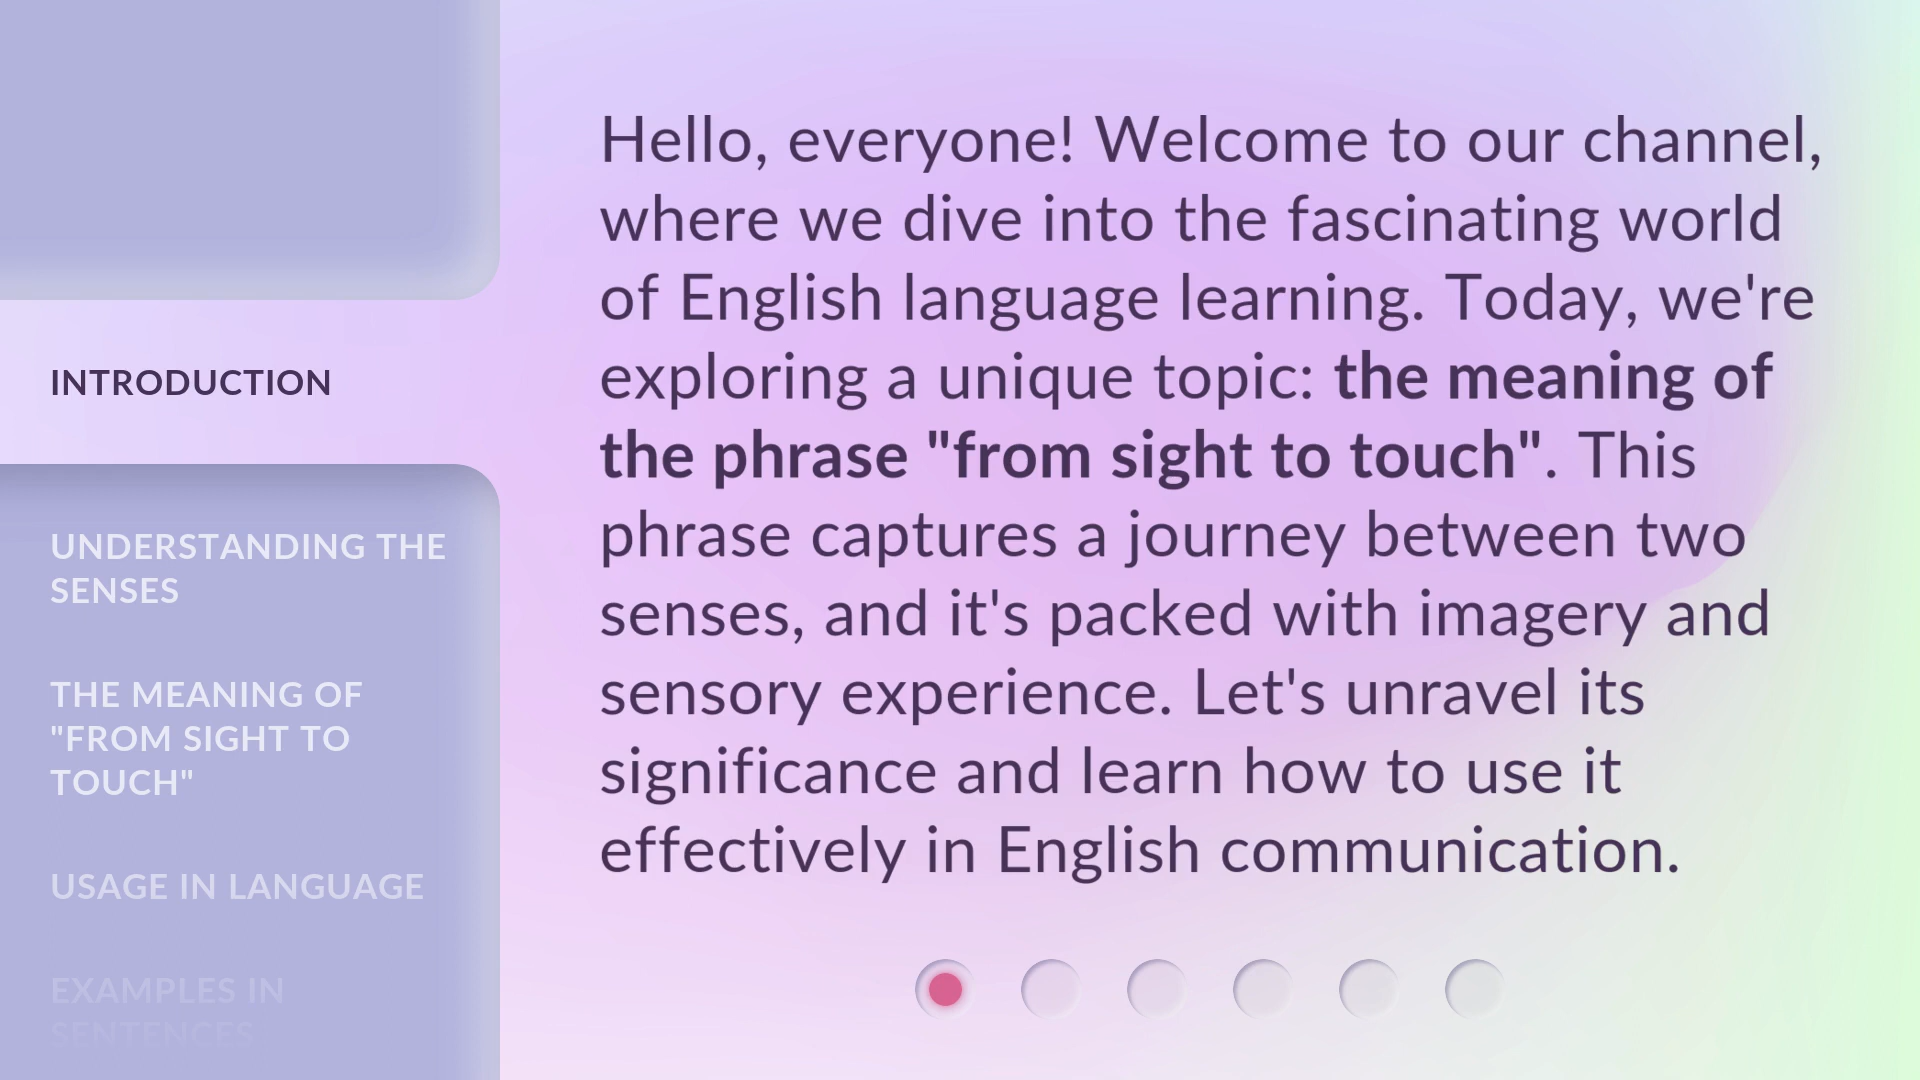 INTRODUCTION
UNDERSTANDING THE
SENSES
THE MEANING OF
"FROM SIGHT TO
TOUCH"
USAGE IN LANGUAGE
EXAMPLES IN
SENTENCES
Hello, everyone! Welcome to our channel,
where we dive into the fascinating world
of English language learning. Today, we're
exploring a unique topic: the meaning of
the phrase "from sight to touch". This
phrase captures a journey between two
senses, and it's packed with imagery and
sensory experience. Let's unravel its
significance and learn how to use it
effectively in English communication.